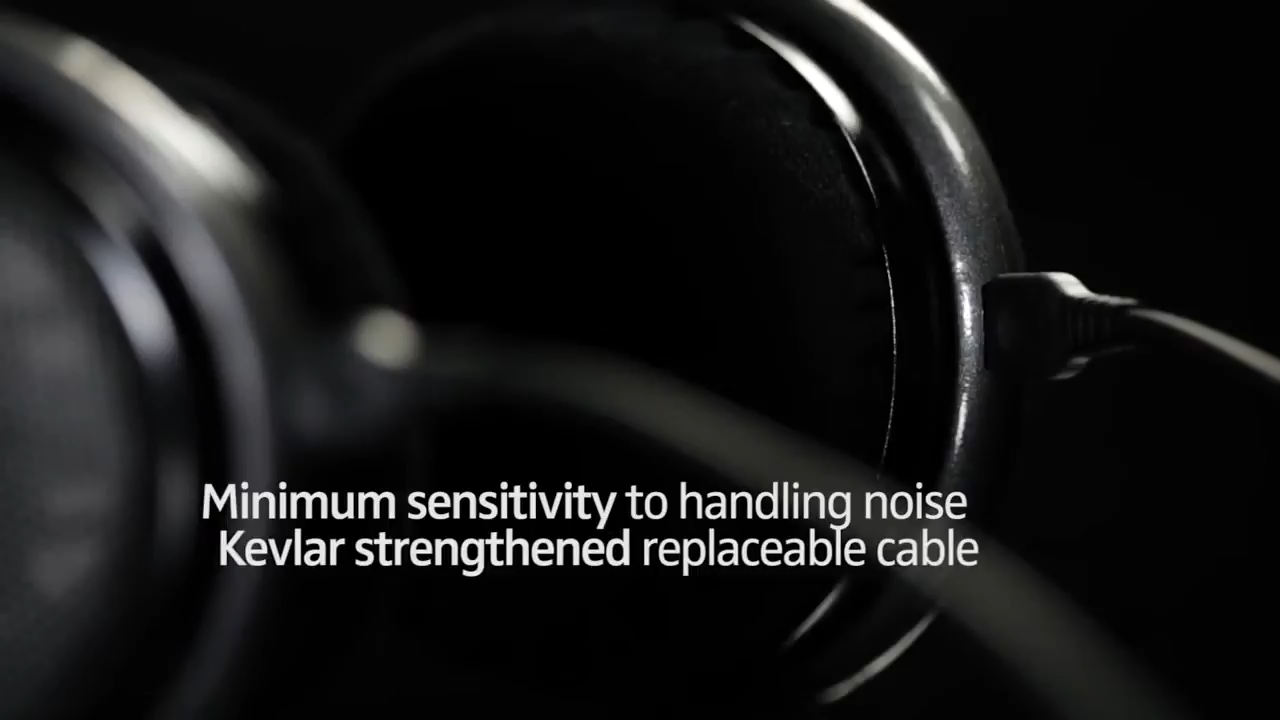 Minimum sensitivity to handling noise
Kevlar strengthened replaceable cable